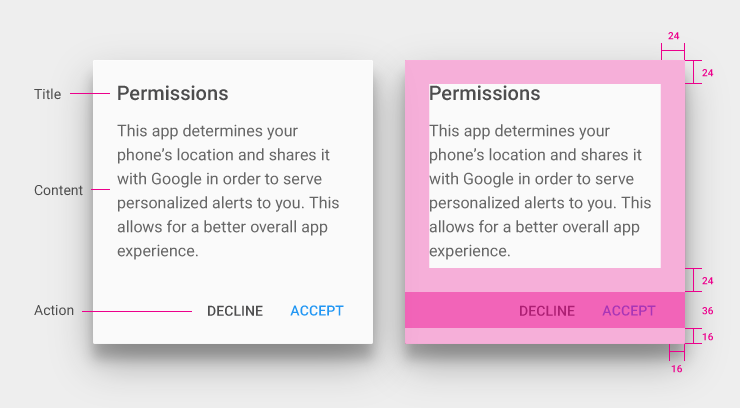 Title
Permissions
This app determines your
phone’s location and shares it
with Google in order to serve
personalized alerts to you. This
allows for a better overall app
experience.
Content
Action
DECLINE ACCEPT
24
24
Permissions
This app determines your
phone’s location and shares it
with Google in order to serve
personalized alerts to you. This
allows for a better overall app
experience.
24
DECLINE ACCEPT
36
16
16